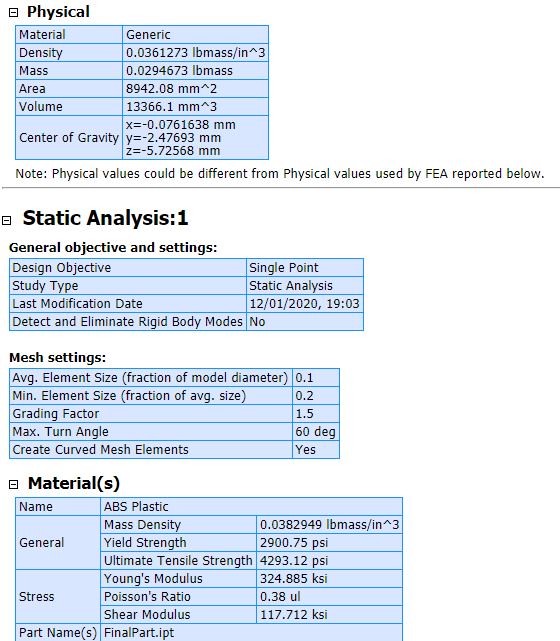 Physical
Material Generic
Density 0.0361273 lbmass/in^3
Mass 0.0294673 lbmass
Area 8942.08 mm^2
Volume 13366.1 mm^3
Center of Gravity x=-0.0761638 mm
y=-2.47693 mm
z=-5.72568 mm
Note: Physical values could be different from Physical values used by FEA reported below.
Static Analysis:1
General objective and settings:
Design Objective Single Point
Study Type Static Analysis
Last Modification Date 12/01/2020, 19:03
Detect and Eliminate Rigid Body Modes No
Mesh settings:
Avg. Element Size (fraction of model diameter) 0.1
Min. Element Size (fraction of avg. size) 0.2
Grading Factor 1.5
Max. Turn Angle 60 deg
Create Curved Mesh Elements Yes
Material(s)
Name ABS Plastic
General Mass Density 0.0382949 lbmass/in^3
Yield Strength 2900.75 psi
Ultimate Tensile Strength 4293.12 psi
Stress Young's Modulus 324.885 ksi
Poisson's Ratio 0.38 ul
Shear Modulus 117.712 ksi
Part Name(s) FinalPart.ipt